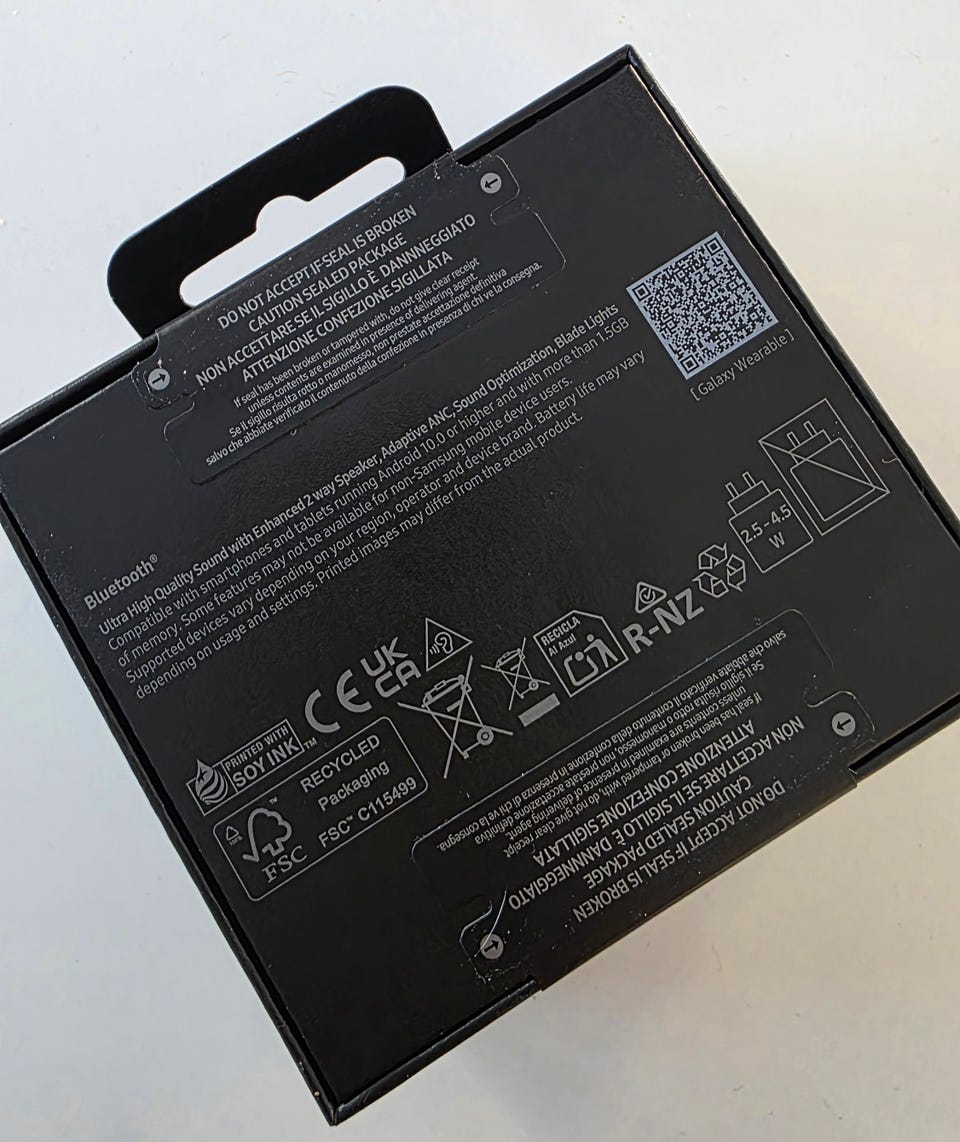 DO NOT ACCEPT IF SEAL IS BROKEN
CAUTION SEALED PACKAGE
NON ACCETTARE SE IL SIGILLO È DANNNEGGIATO
ATTENZIONE CONFEZIONE SIGILLATA
If seal has been broken or tampered with, do not give clear receipt
unless contents are examined in presence of delivering agent.
Se il sigillo risulta rotto o manomesso, non prestate accettazione definitiva
salvo che abbiate verificato il contenuto della confezione in presenza di chi ve la consegna.
[ Galaxy Wearable ]
Bluetooth®
Ultra High Quality Sound with Enhanced 2 way Speaker, Adaptive ANC, Sound Optimization, Blade Lights
Compatible with smartphones and tablets running Android 10.0 or higher and with more than 1.5GB
of memory. Some features may not be available for non-Samsung mobile device users.
Supported devices vary depending on your region, operator and device brand. Battery life may vary
depending on usage and settings. Printed images may differ from the actual product.
2.5 - 4.5
W
R-NZ
RECICLA
Al Azul
CE
UK
CA
PRINTED WITH
SOY INK™
100%
FSC™
RECYCLED
Packaging
FSC™ C115499
DO NOT ACCEPT IF SEAL IS BROKEN
CAUTION SEALED PACKAGE
NON ACCETTARE SE IL SIGILLO È DANNNEGGIATO
ATTENZIONE CONFEZIONE SIGILLATA
If seal has been broken or tampered with, do not give clear receipt
unless contents are examined in presence of delivering agent.
Se il sigillo risulta rotto o manomesso, non prestate accettazione definitiva
salvo che abbiate verificato il contenuto della confezione in presenza di chi ve la consegna.